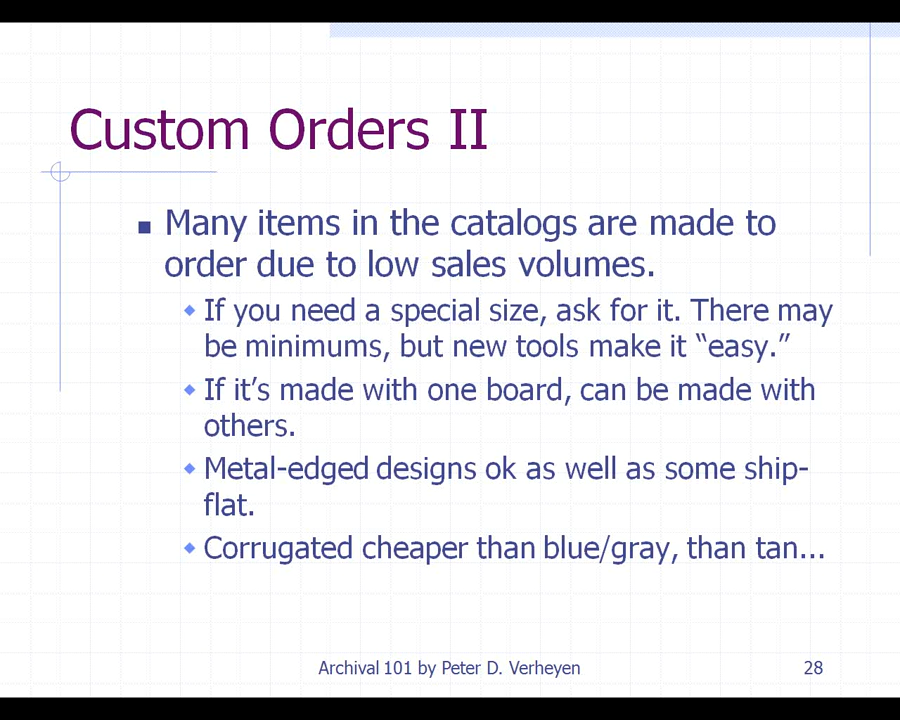 Custom Orders II
Many items in the catalogs are made to
order due to low sales volumes.
If you need a special size, ask for it. There may
be minimums, but new tools make it “easy.”
If it’s made with one board, can be made with
others.
Metal-edged designs ok as well as some ship-
flat.
Corrugated cheaper than blue/gray, than tan...
Archival 101 by Peter D. Verheyen
28